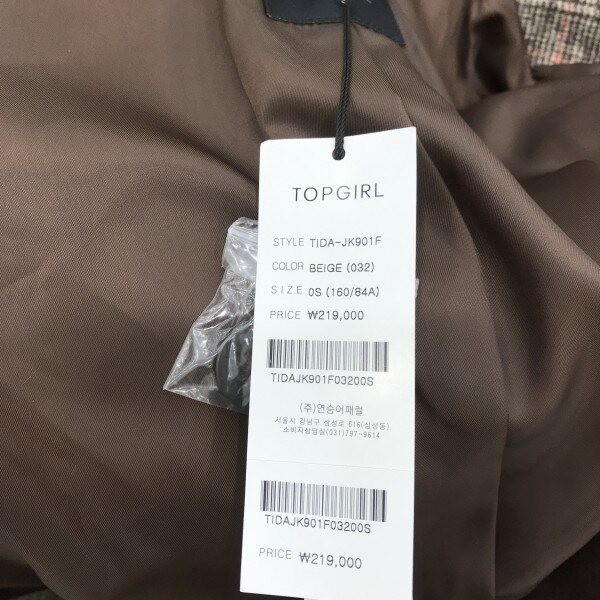 TOPGIRL
STYLE TIDA-JK901F
COLOR BEIGE (032)
SIZE 0S (160/84A)
PRICE ₩219,000
TIDAJK901F03200S
(주)연승어패럴
서울시 강남구 삼성로 616(삼성동)
소비자상담실(031)797-9614
TIDAJK901F03200S
PRICE ₩219,000